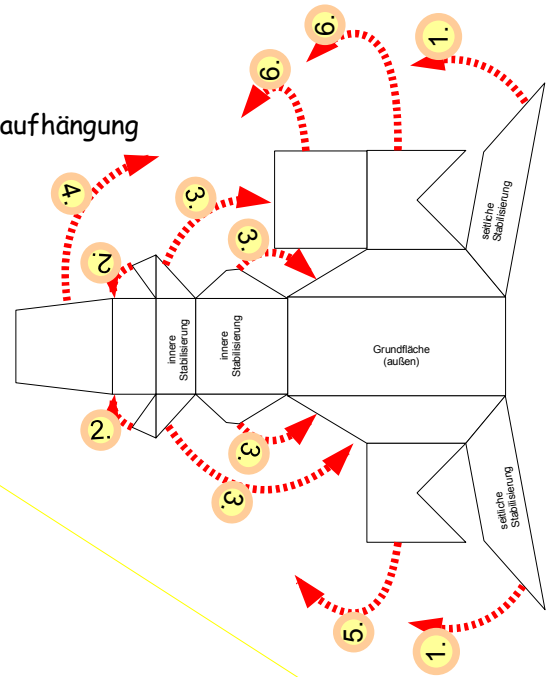 aufhängung
6.
6.
1.
4.
3.
3.
2.
seitliche
Stabilisierung
innere
Stabilisierung
innere
Stabilisierung
Grundfläche
(außen)
2.
3.
3.
seitliche
Stabilisierung
5.
1.